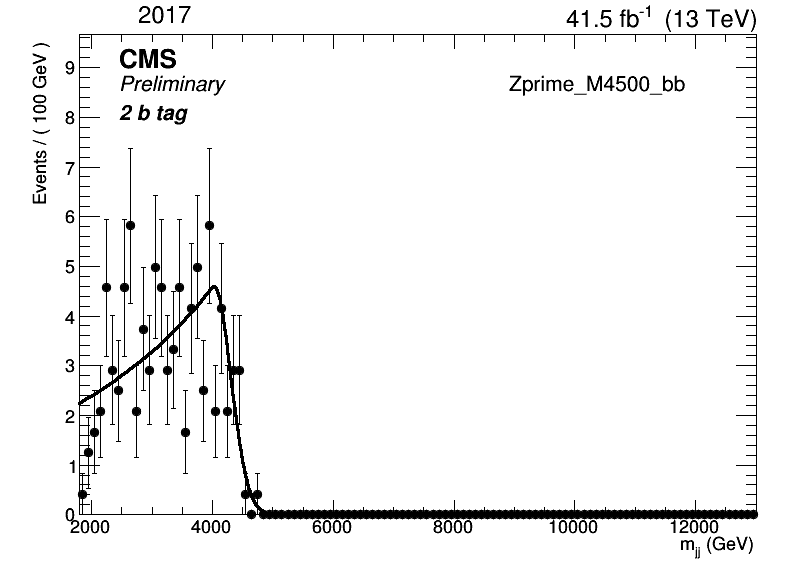 2017
41.5 fb-1 (13 TeV)
CMS
Preliminary
2 b tag
Zprime_M4500_bb
Events / ( 100 GeV )
9
8
7
6
5
4
3
2
1
0
2000 4000 6000 8000 10000 12000
mjj (GeV)